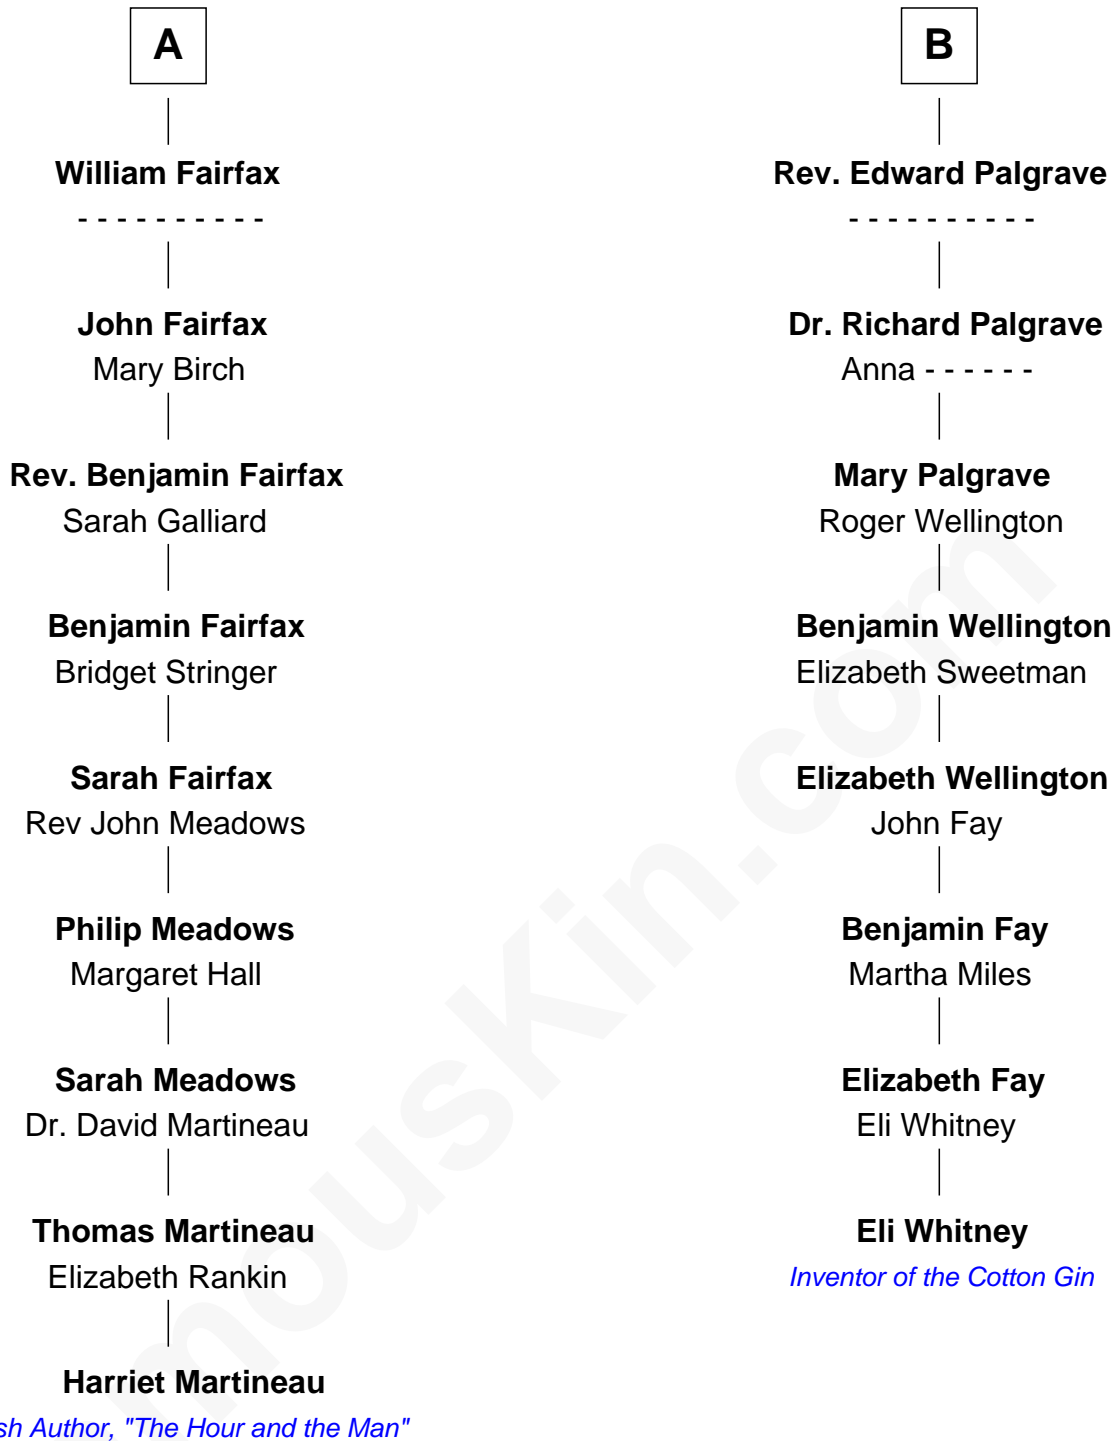 A
William Fairfax
- - - - - - - - - -
John Fairfax
Mary Birch
Rev. Benjamin Fairfax
Sarah Galliard
Benjamin Fairfax
Bridget Stringer
Sarah Fairfax
Rev John Meadows
Philip Meadows
Margaret Hall
Sarah Meadows
Dr. David Martineau
Thomas Martineau
Elizabeth Rankin
Harriet Martineau
sh Author, "The Hour and the Man"
B
Rev. Edward Palgrave
- - - - - - - - - -
Dr. Richard Palgrave
Anna - - - - - -
Mary Palgrave
Roger Wellington
Benjamin Wellington
Elizabeth Sweetman
Elizabeth Wellington
John Fay
Benjamin Fay
Martha Miles
Elizabeth Fay
Eli Whitney
Eli Whitney
Inventor of the Cotton Gin
mouskin.com